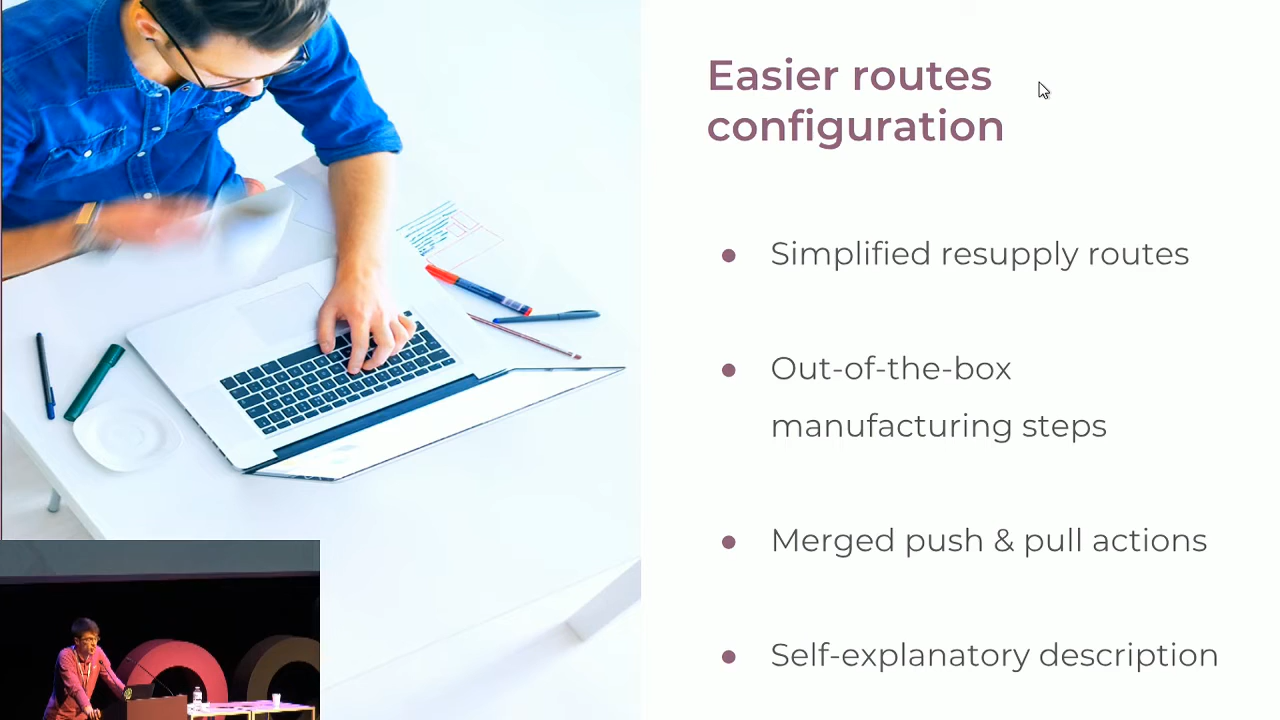 Easier routes
configuration
● Simplified resupply routes
● Out-of-the-box
manufacturing steps
● Merged push & pull actions
● Self-explanatory description